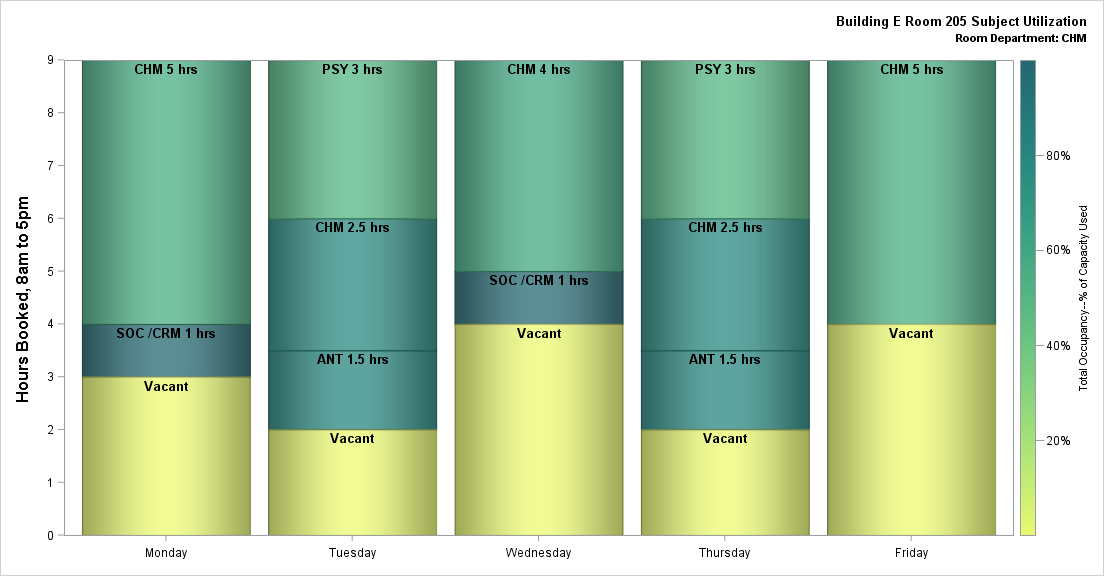 Building E Room 205 Subject Utilization
Room Department: CHM
Hours Booked, 8am to 5pm
9
8
7
6
5
4
3
2
1
0
CHM 5 hrs
SOC /CRM 1 hrs
Vacant
PSY 3 hrs
CHM 2.5 hrs
ANT 1.5 hrs
Vacant
CHM 4 hrs
SOC /CRM 1 hrs
Vacant
PSY 3 hrs
CHM 2.5 hrs
ANT 1.5 hrs
Vacant
CHM 5 hrs
Vacant
Monday
Tuesday
Wednesday
Thursday
Friday
80%
60%
40%
20%
Total Occupancy--% of Capacity Used